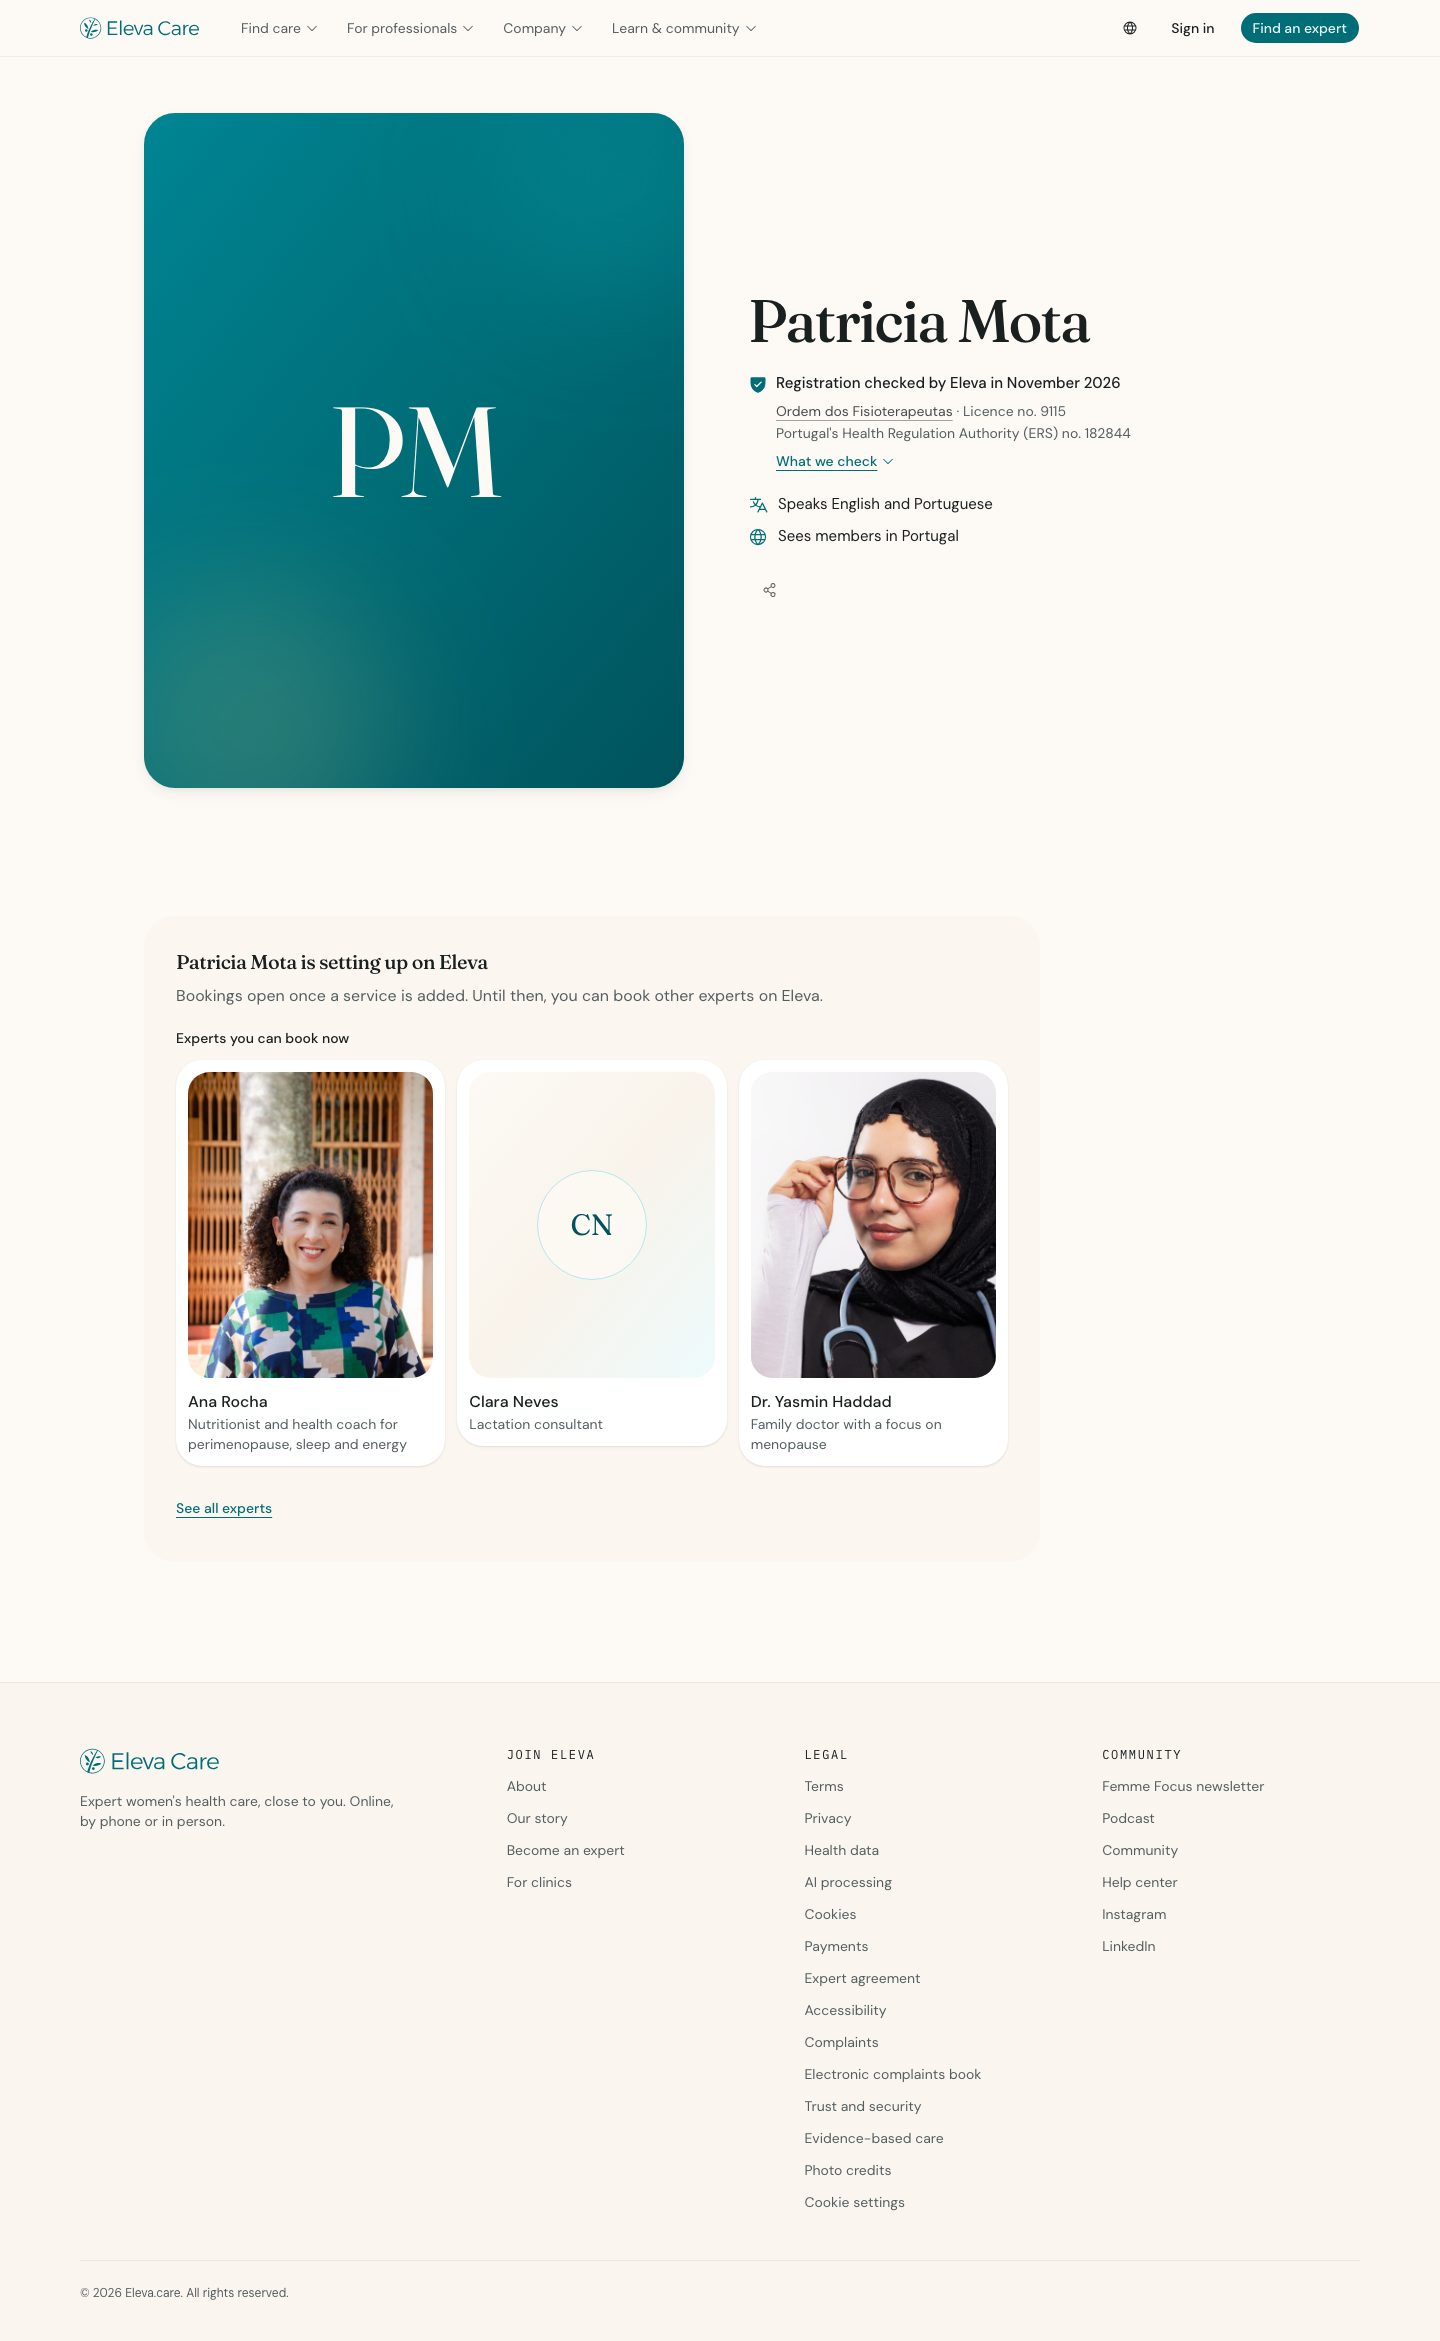 Eleva Care
Find care
For professionals
Company
Learn & community
Sign in
Find an expert
PM
Patricia Mota
Registration checked by Eleva in November 2026
Ordem dos Fisioterapeutas · Licence no. 9115
Portugal's Health Regulation Authority (ERS) no. 182844
What we check
Speaks English and Portuguese
Sees members in Portugal
Patricia Mota is setting up on Eleva
Bookings open once a service is added. Until then, you can book other experts on Eleva.
Experts you can book now
Ana Rocha
Nutritionist and health coach for
perimenopause, sleep and energy
CN
Clara Neves
Lactation consultant
Dr. Yasmin Haddad
Family doctor with a focus on
menopause
See all experts
Eleva Care
Expert women's health care, close to you. Online,
by phone or in person.
JOIN ELEVA
About
Our story
Become an expert
For clinics
LEGAL
Terms
Privacy
Health data
AI processing
Cookies
Payments
Expert agreement
Accessibility
Complaints
Electronic complaints book
Trust and security
Evidence-based care
Photo credits
Cookie settings
COMMUNITY
Femme Focus newsletter
Podcast
Community
Help center
Instagram
LinkedIn
© 2026 Eleva.care. All rights reserved.